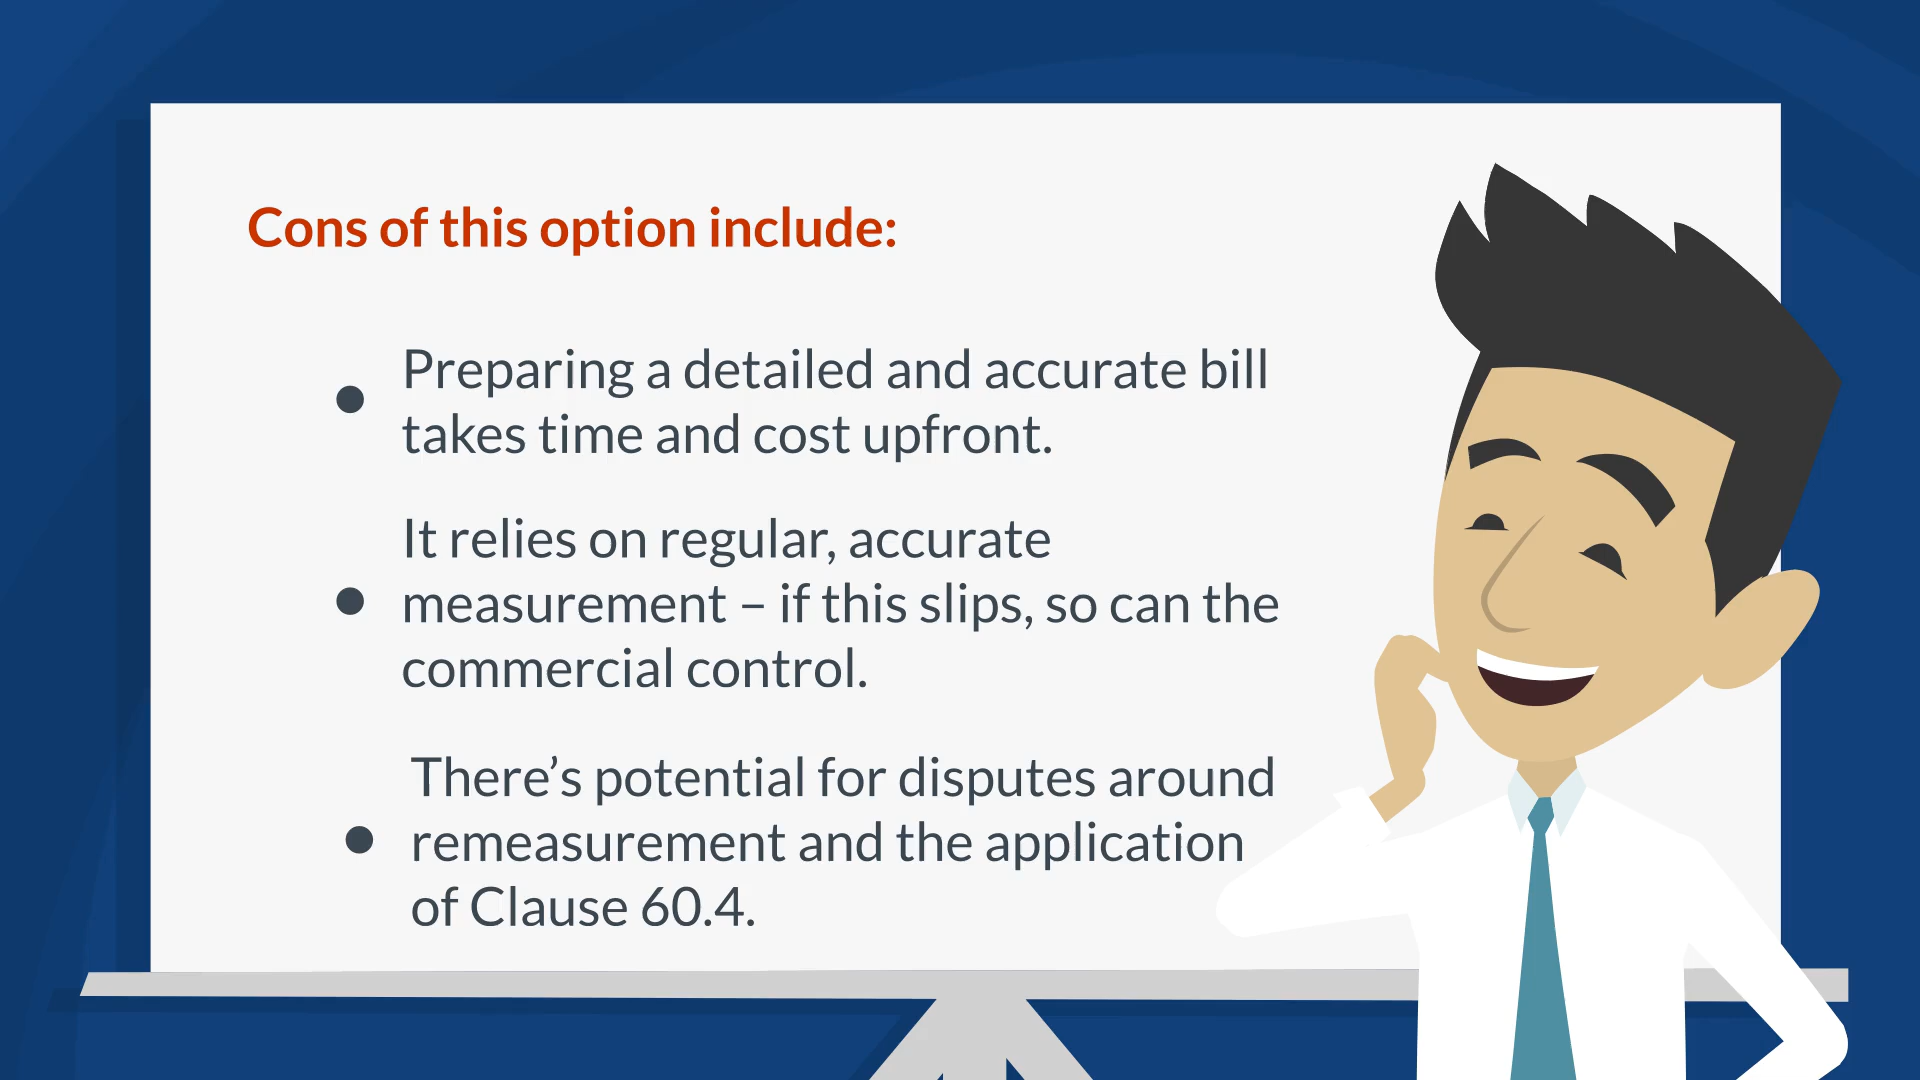 Cons of this option include:
● Preparing a detailed and accurate bill
takes time and cost upfront.
It relies on regular, accurate
● measurement – if this slips, so can the
commercial control.
There’s potential for disputes around
● remeasurement and the application
of Clause 60.4.